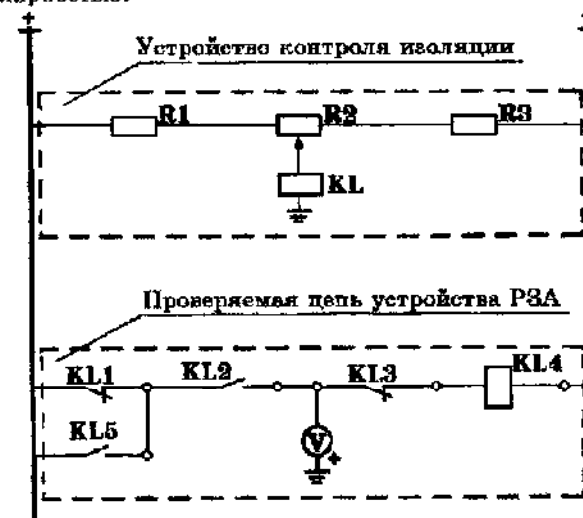 +
Устройство контроля изоляции
R1 R2 R3
KL
Проверяемая цепь устройства РЗА
KL1 KL2 KL3 KL4
KL5 V +